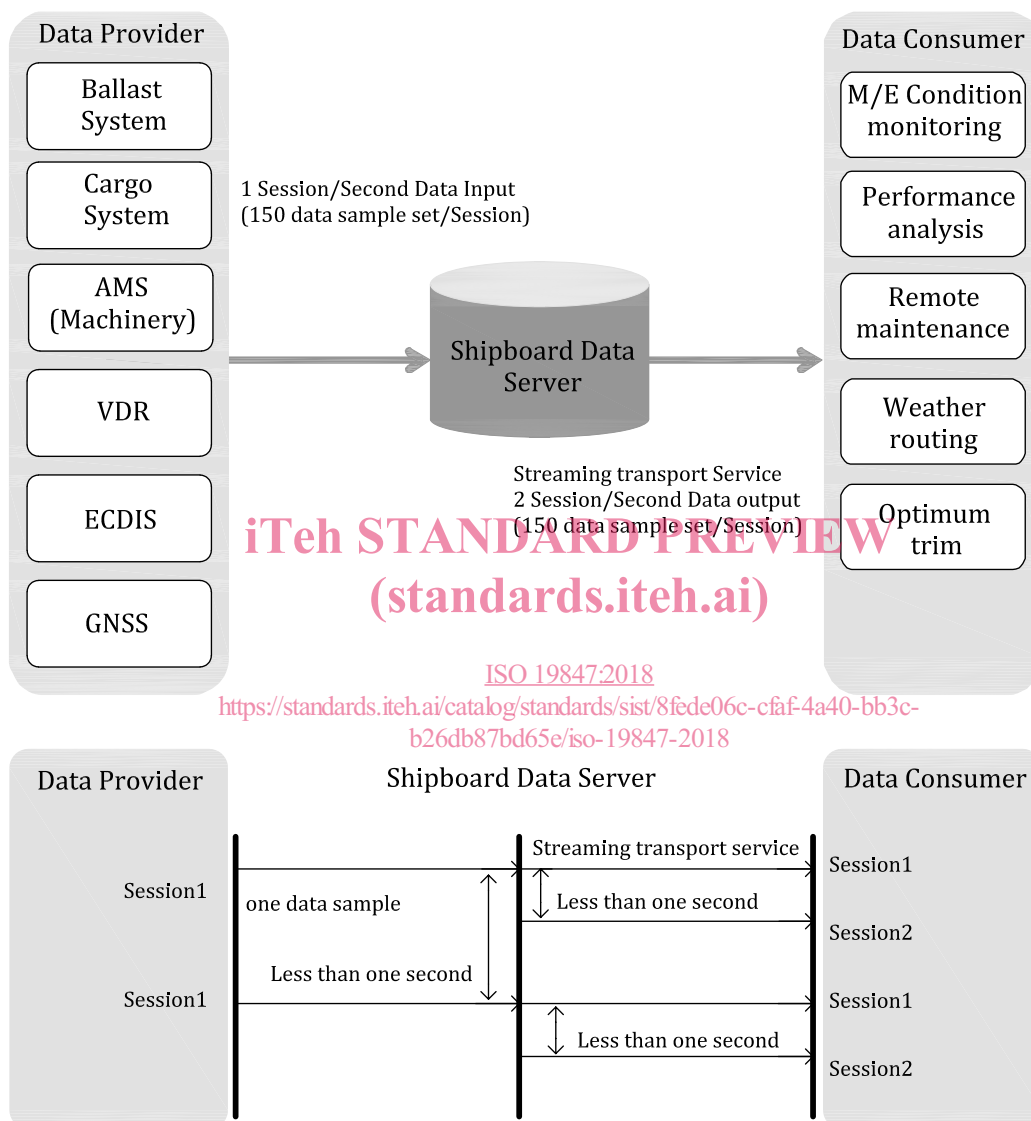 Data Provider
Ballast
System
Cargo
System
AMS
(Machinery)
VDR
ECDIS
GNSS
1 Session/Second Data Input
(150 data sample set/Session)
Shipboard Data
Server
Streaming transport Service
2 Session/Second Data output
(150 data sample set/Session)
Data Consumer
M/E Condition
monitoring
Performance
analysis
Remote
maintenance
Weather
routing
Optimum
trim
iTeh STANDARD PREVIEW
(standards.iteh.ai)
ISO 19847:2018
https://standards.iteh.ai/catalog/standards/sist/8fede06c-cfaf-4a40-bb3c-
b26db87bd65e/iso-19847-2018
Data Provider
Shipboard Data Server
Data Consumer
Streaming transport service
Session1
Session1
one data sample
Less than one second
Session2
Less than one second
Session1
Session1
Less than one second
Session2